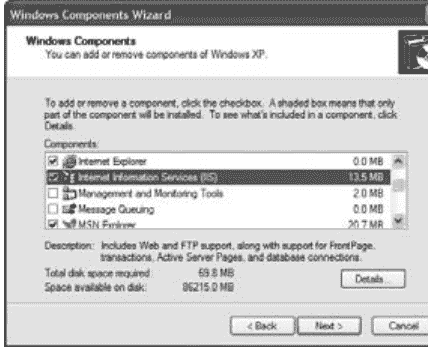 Windows Components Wizard
Windows Components
You can add or remove components of Windows XP.
To add or remove a component, click the checkbox. A shaded box means that only
part of the component will be installed. To see what's included in a component, click
Details.
Components:
Internet Explorer 0.0 MB
Internet Information Services (IIS) 13.5 MB
Management and Monitoring Tools 2.0 MB
Message Queuing 0.0 MB
MSN Explorer 20.7 MB
Description: Includes Web and FTP support, along with support for FrontPage,
transactions, Active Server Pages, and database connections.
Total disk space required: 69.8 MB
Space available on disk: 86215.0 MB
Details...
< Back Next > Cancel